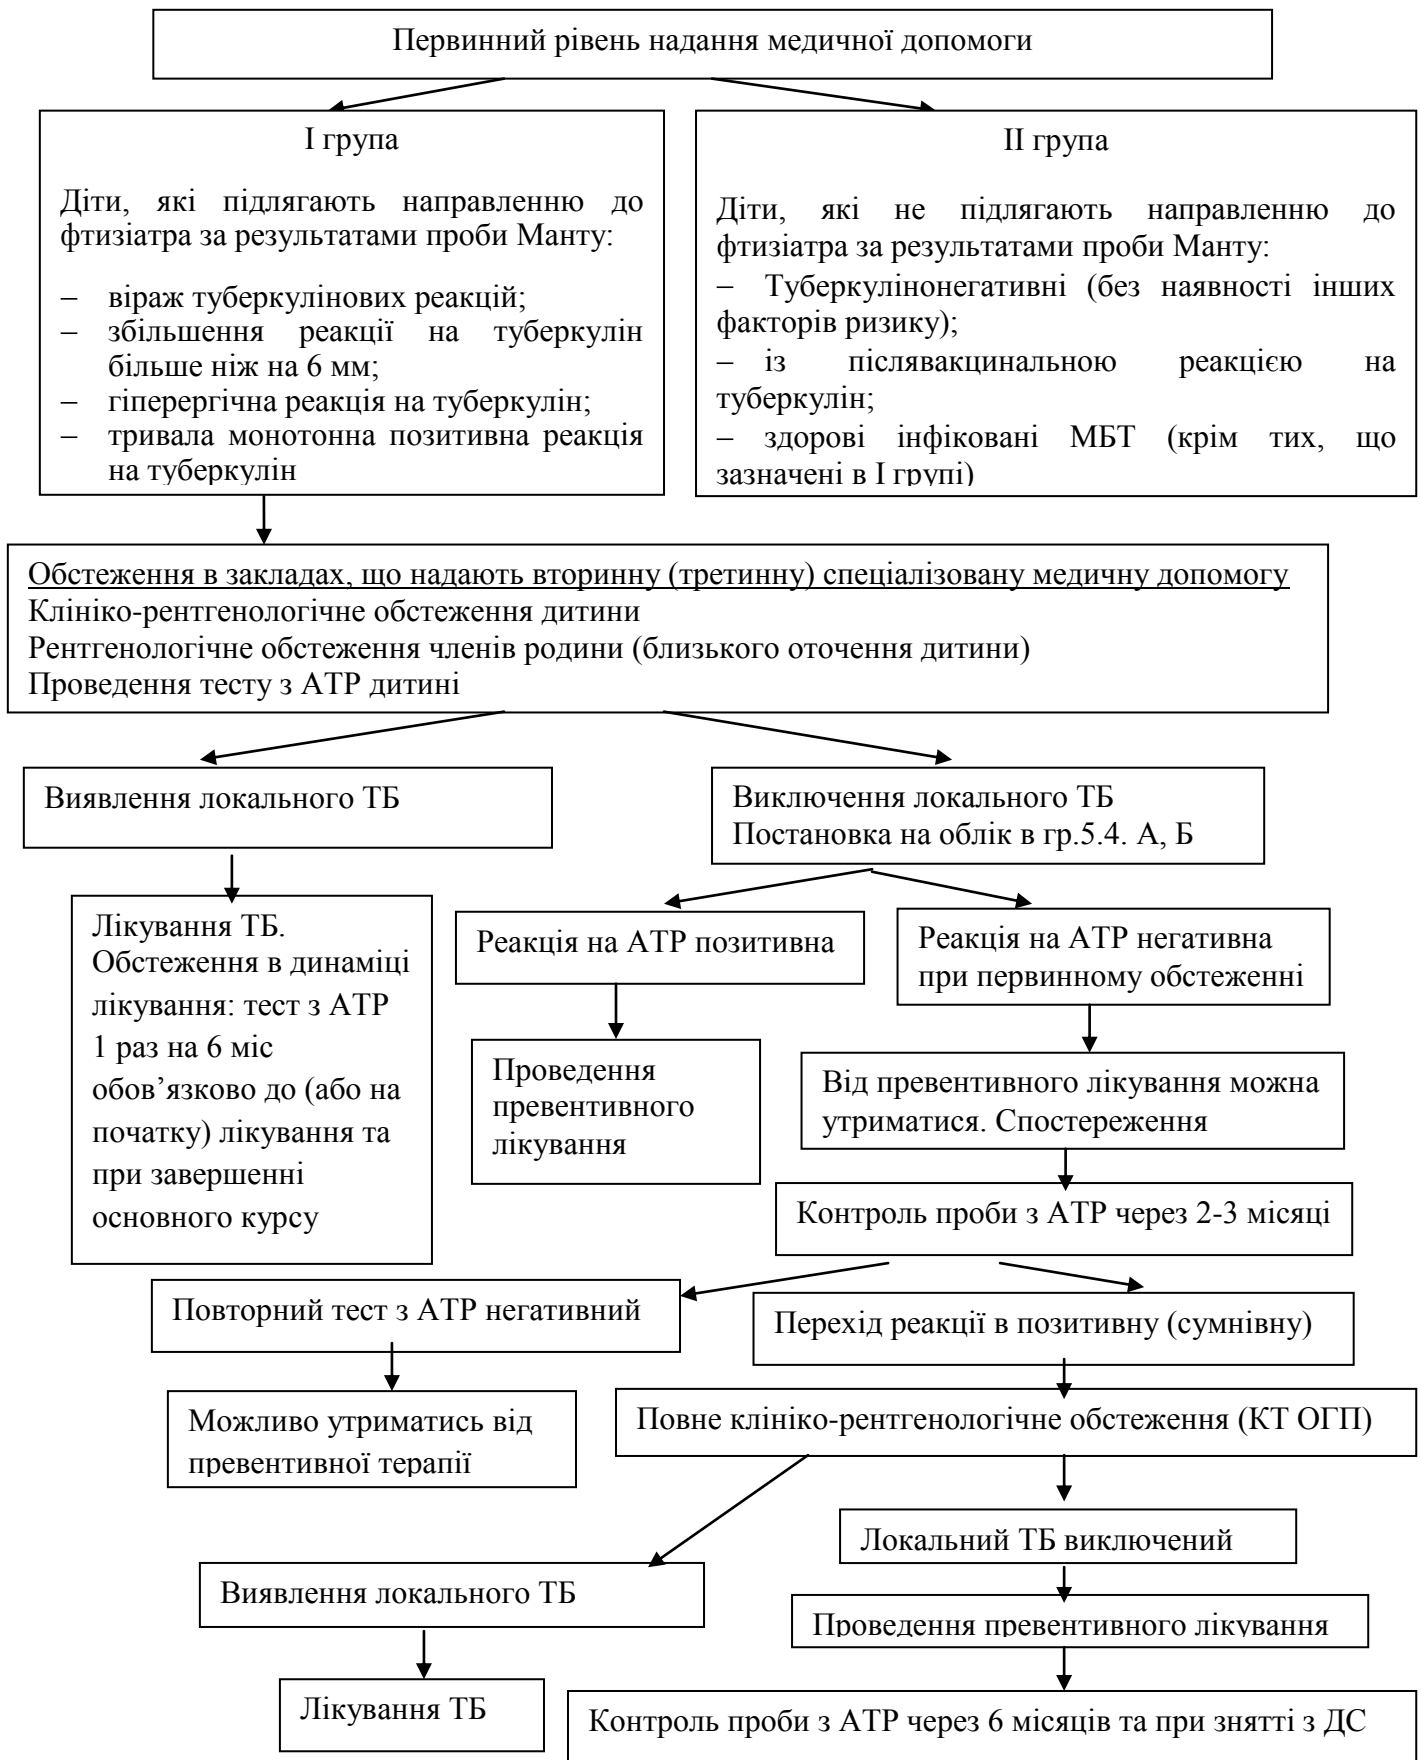 Первинний рівень надання медичної допомоги
І група
Діти, які підлягають направленню до
фтизіатра за результатами проби Манту:
– віраж туберкулінових реакцій;
– збільшення реакції на туберкулін
більше ніж на 6 мм;
– гіперергічна реакція на туберкулін;
– тривала монотонна позитивна реакція
на туберкулін
ІІ група
Діти, які не підлягають направленню до
фтизіатра за результатами проби Манту:
– Туберкулінонегативні (без наявності інших
факторів ризику);
– із післявакцинальною реакцією на
туберкулін;
– здорові інфіковані МБТ (крім тих, що
зазначені в І групі)
Обстеження в закладах, що надають вторинну (третинну) спеціалізовану медичну допомогу
Клініко-рентгенологічне обстеження дитини
Рентгенологічне обстеження членів родини (близького оточення дитини)
Проведення тесту з АТР дитині
Виявлення локального ТБ
Виключення локального ТБ
Постановка на облік в гр.5.4. А, Б
Лікування ТБ.
Обстеження в динаміці
лікування: тест з АТР
1 раз на 6 міс
обов’язково до (або на
початку) лікування та
при завершенні
основного курсу
Реакція на АТР позитивна
Реакція на АТР негативна
при первинному обстеженні
Проведення
превентивного
лікування
Від превентивного лікування можна
утриматися. Спостереження
Контроль проби з АТР через 2-3 місяці
Повторний тест з АТР негативний
Перехід реакції в позитивну (сумнівну)
Можливо утриматись від
превентивної терапії
Повне клініко-рентгенологічне обстеження (КТ ОГП)
Локальний ТБ виключений
Виявлення локального ТБ
Проведення превентивного лікування
Лікування ТБ
Контроль проби з АТР через 6 місяців та при знятті з ДС